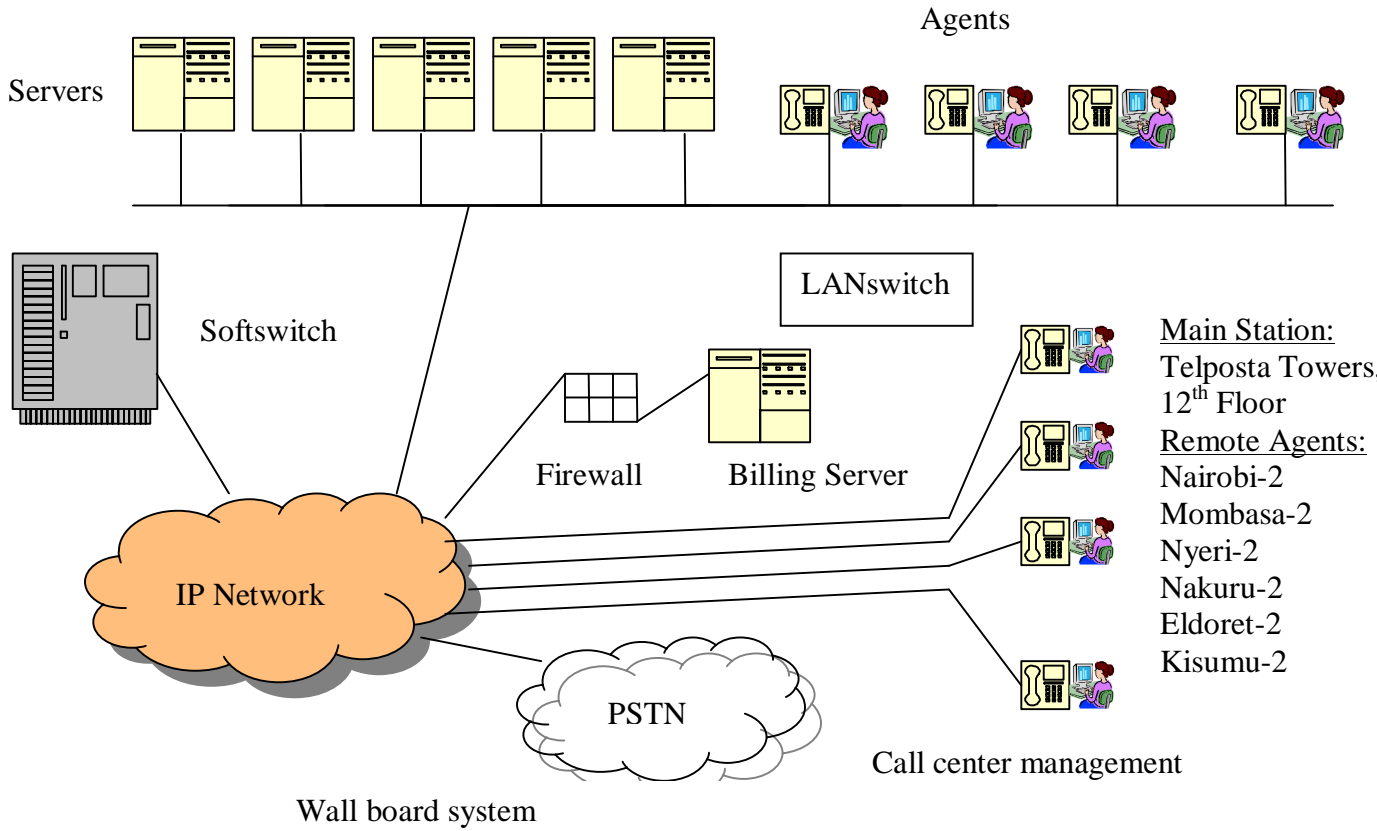 Agents
Servers
LANswitch
Softswitch
Main Station:
Telposta Towers.
12th Floor
Remote Agents:
Firewall
Billing Server
Nairobi-2
Mombasa-2
Nyeri-2
Nakuru-2
Eldoret-2
Kisumu-2
IP Network
PSTN
Call center management
Wall board system